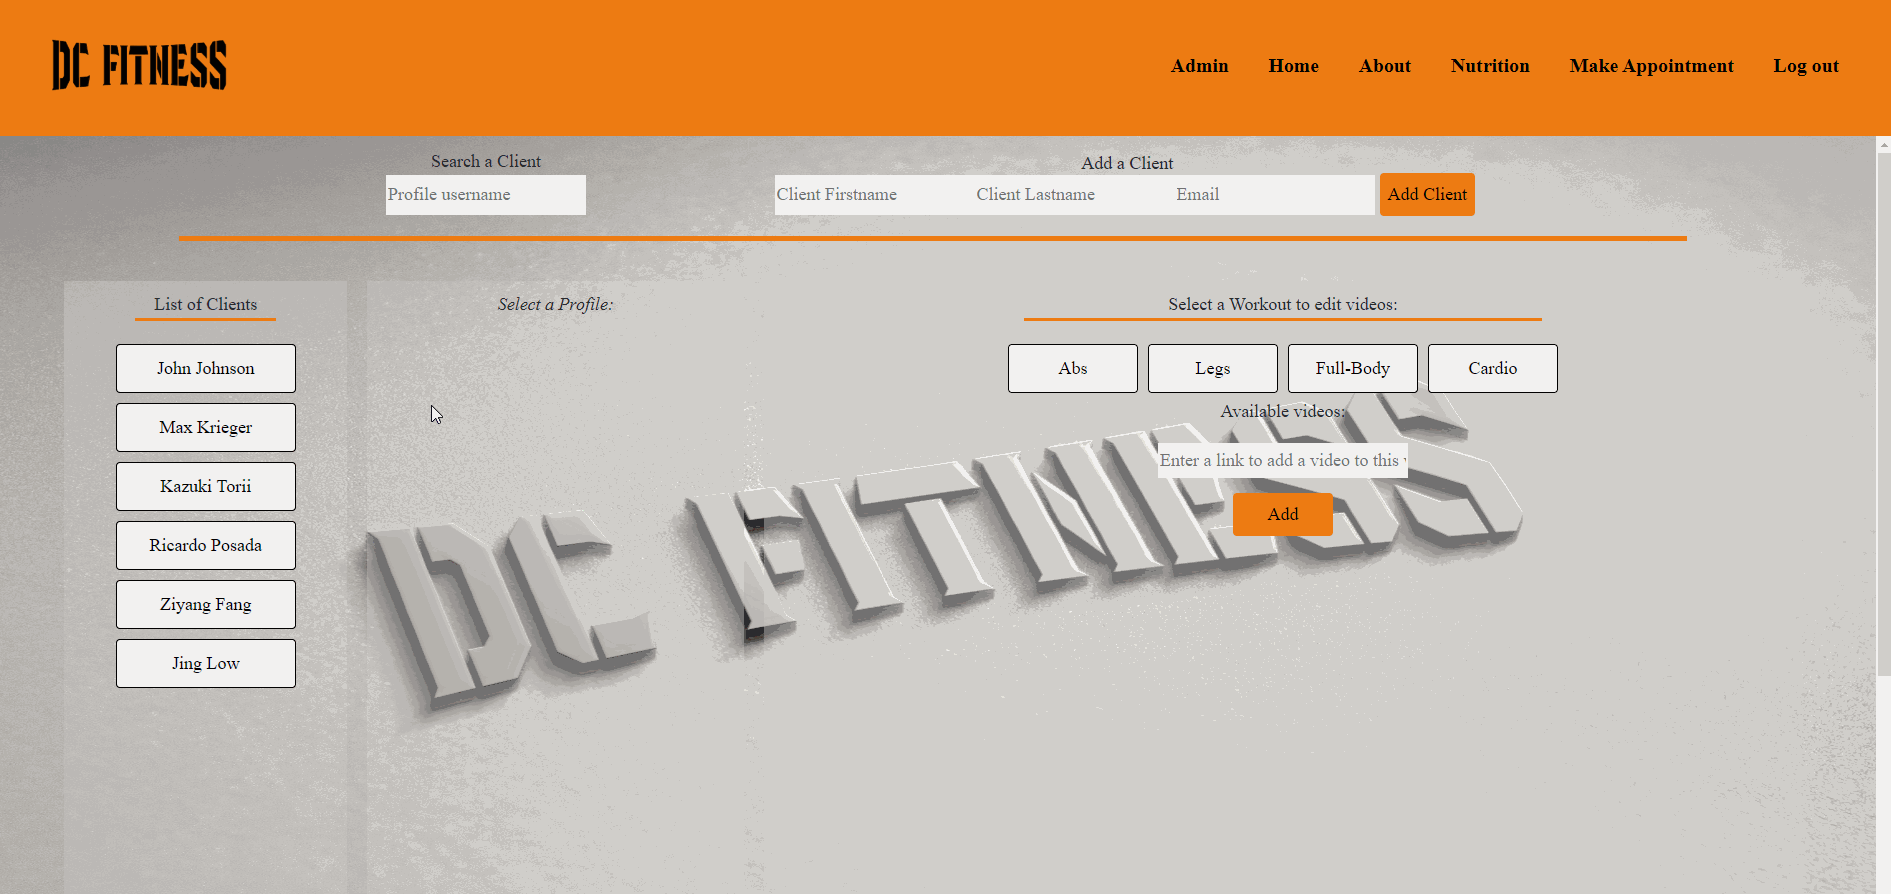 DC FITNESS
Admin Home About Nutrition Make Appointment Log out
Search a Client
Profile username
Add a Client
Client Firstname Client Lastname Email Add Client
List of Clients
John Johnson
Max Krieger
Kazuki Torii
Ricardo Posada
Ziyang Fang
Jing Low
Select a Profile:
Select a Workout to edit videos:
Abs Legs Full-Body Cardio
Available videos:
Enter a link to add a video to this
Add
DC FITNESS